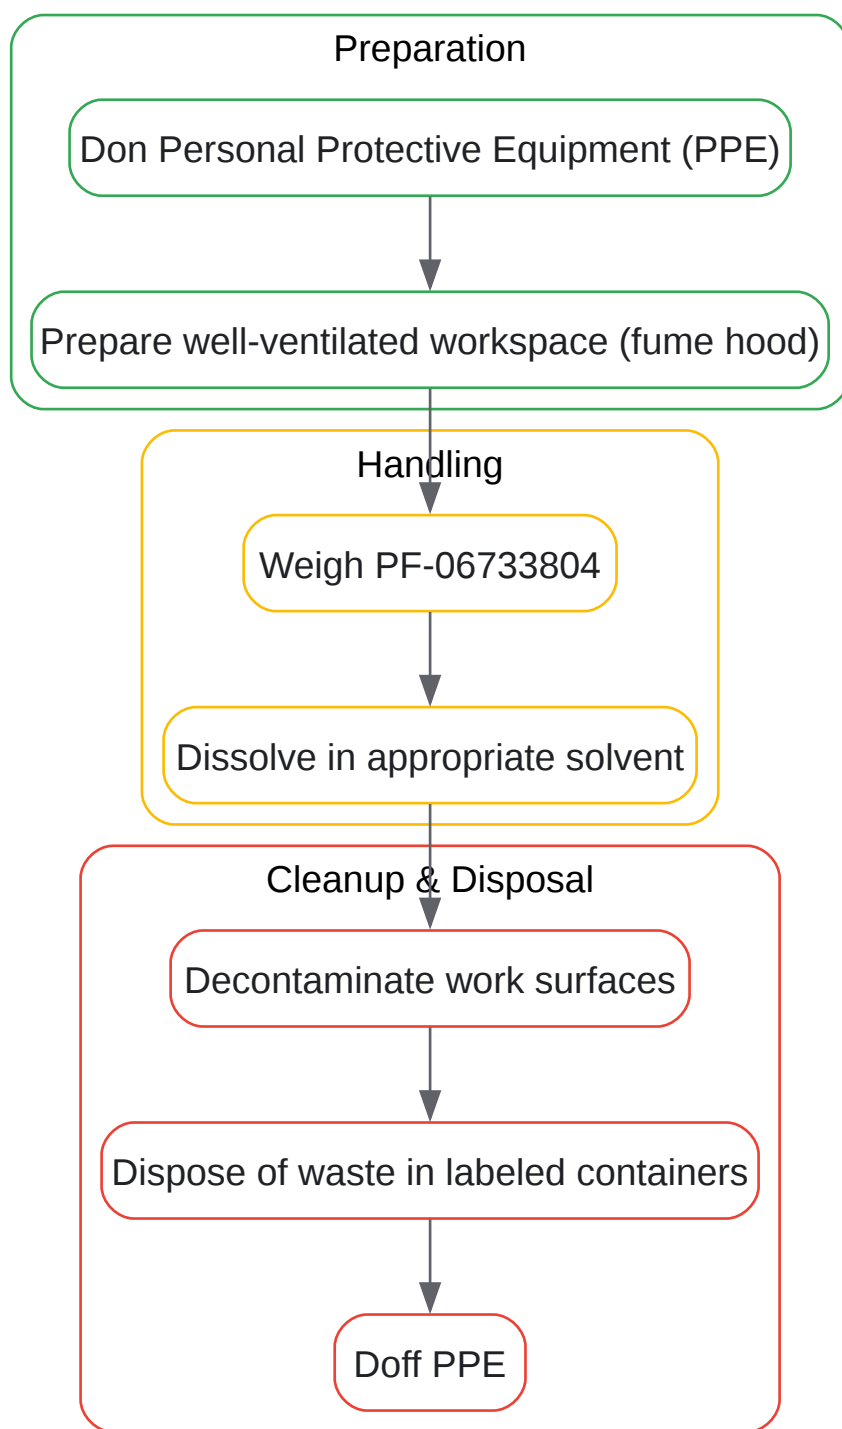 Preparation
Don Personal Protective Equipment (PPE)
Prepare well-ventilated workspace (fume hood)
Handling
Weigh PF-06733804
Dissolve in appropriate solvent
Cleanup & Disposal
Decontaminate work surfaces
Dispose of waste in labeled containers
Doff PPE